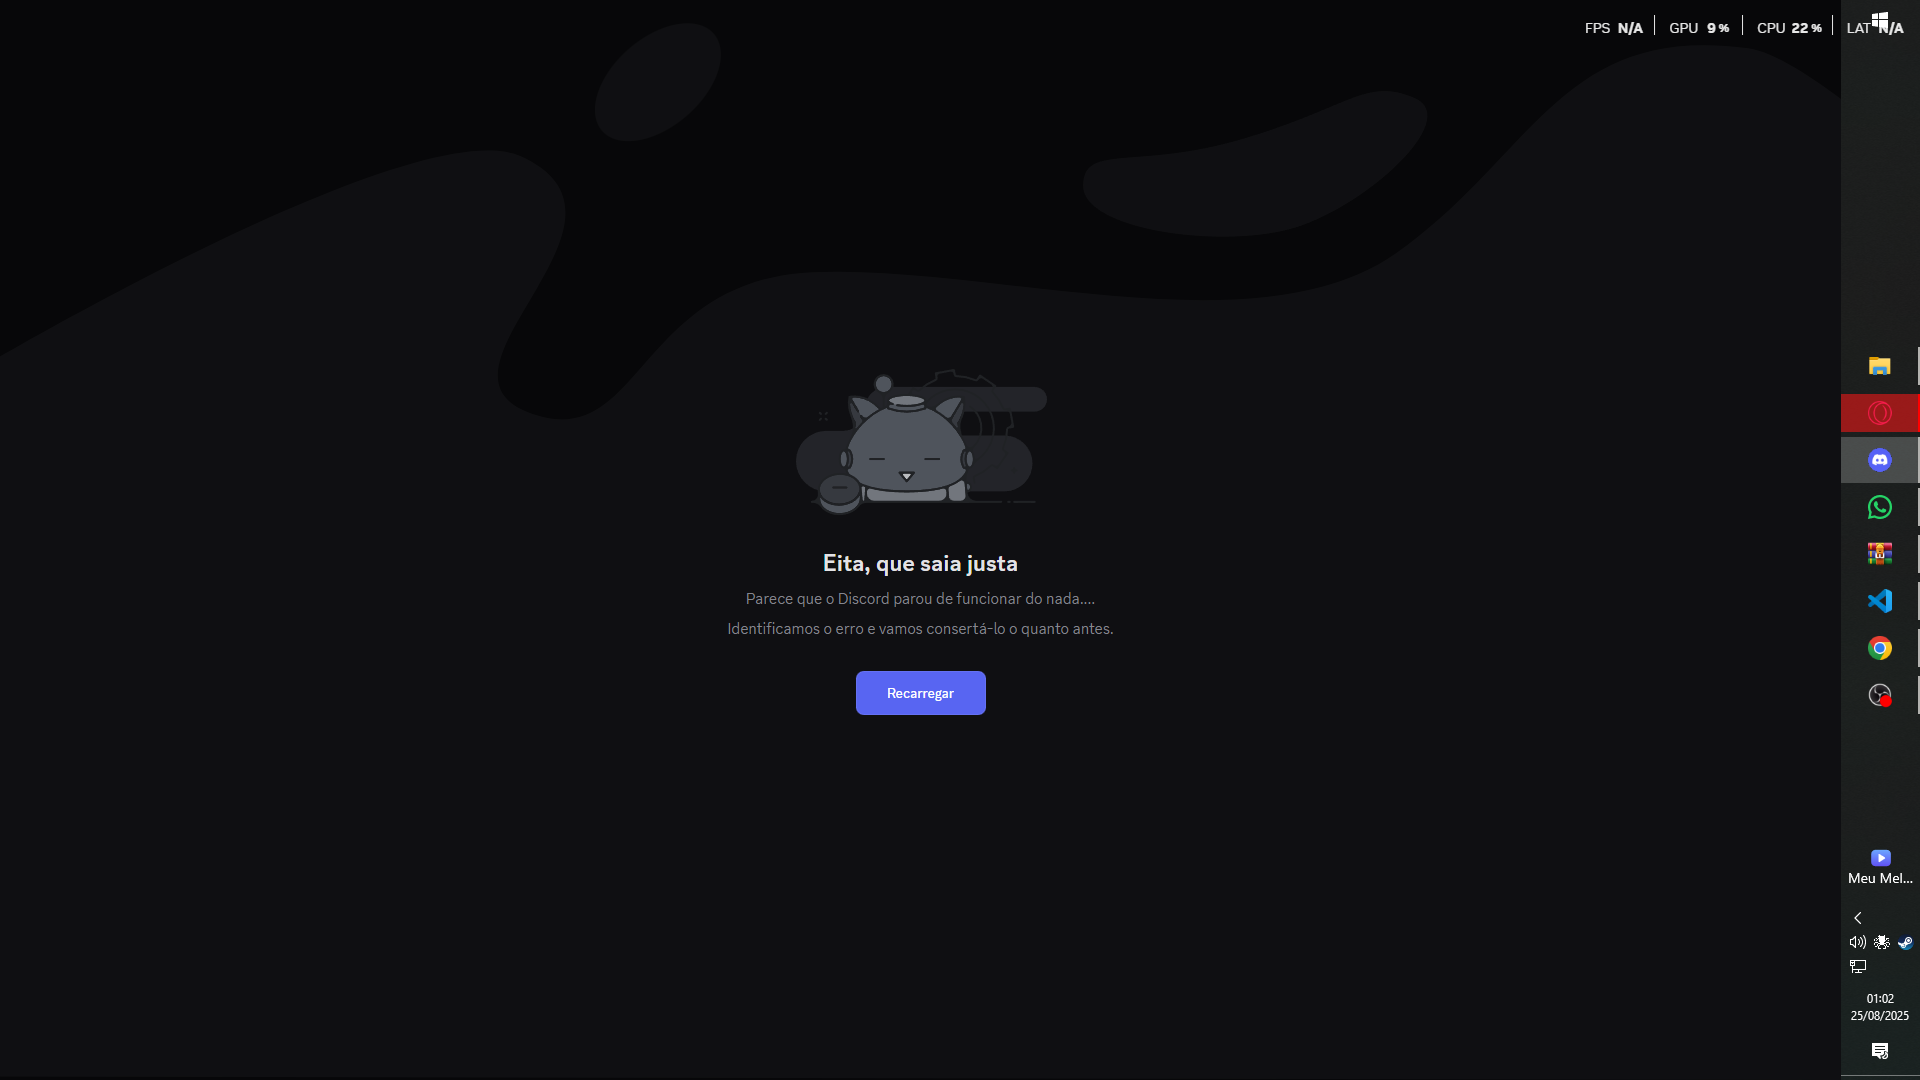 FPS N/A GPU 9 % CPU 22 % LAT N/A
Eita, que saia justa
Parece que o Discord parou de funcionar do nada....
Identificamos o erro e vamos consertá-lo o quanto antes.
Recarregar
Meu Mel...
01:02
25/08/2025